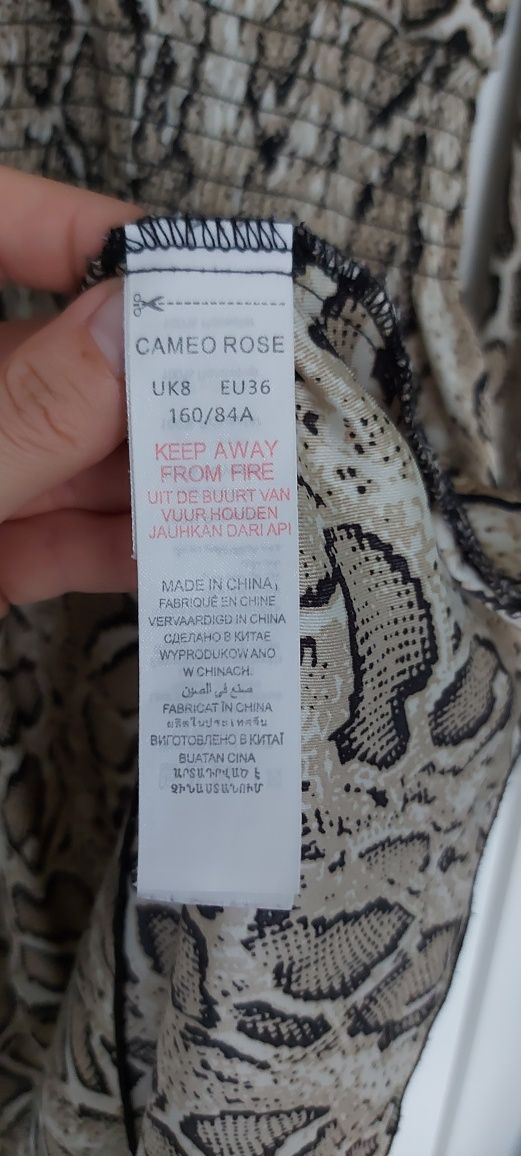 CAMEO ROSE
UK8 EU36
160/84A
KEEP AWAY
FROM FIRE
UIT DE BUURT VAN
VUUR HOUDEN
JAUHKAN DARI API
MADE IN CHINA,
FABRIQUÉ EN CHINE
VERVAARDIGD IN CHINA
СДЕЛАНО В КИТАЕ
WYPRODUKOWANO
W CHINACH.
صنع في الصين
FABRICAT ÎN CHINA
ผลิตในประเทศจีน
ВИГОТОВЛЕНО В КИТАЇ
BUATAN CINA
ԱՐՏԱԴՐՎԱԾ Է
ՉԻՆԱՍՏԱՆՈՒՄ